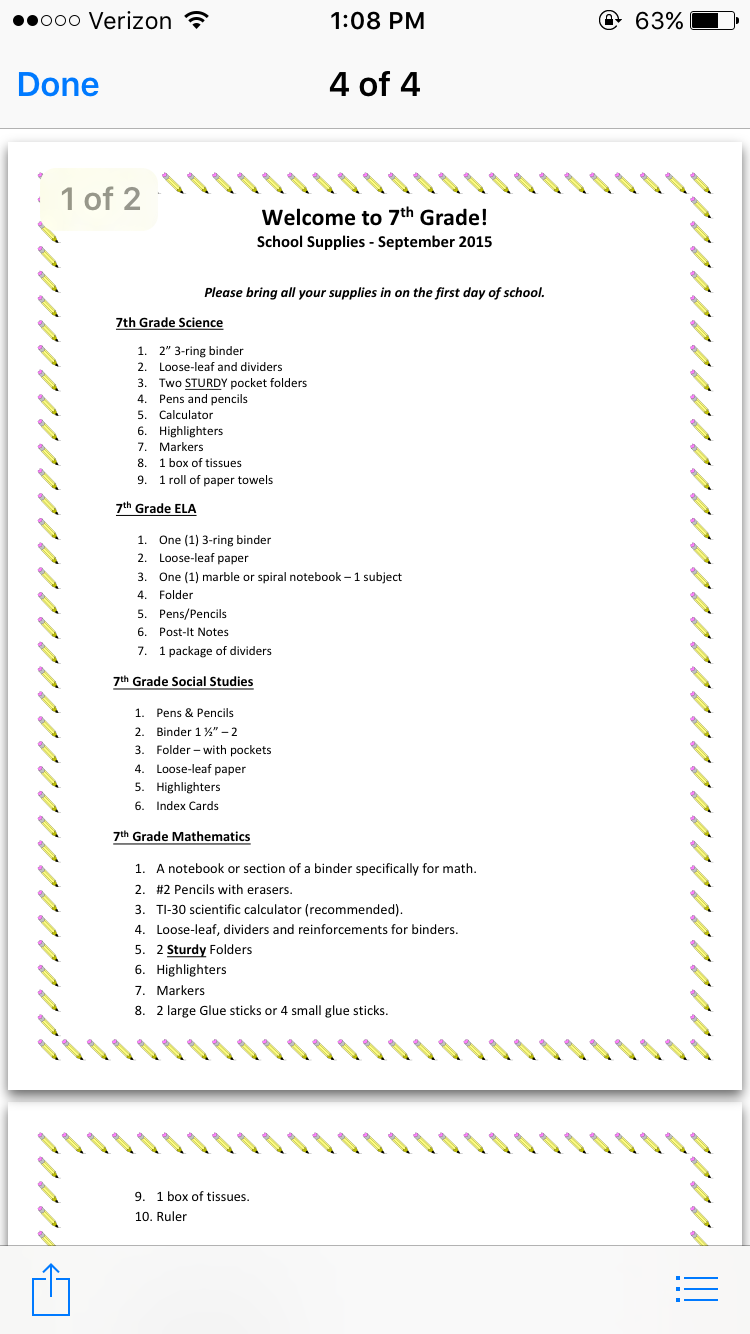 Verizon 1:08 PM 63%
Done 4 of 4
1 of 2
Welcome to 7th Grade!
School Supplies - September 2015
Please bring all your supplies in on the first day of school.
7th Grade Science
1. 2” 3-ring binder
2. Loose-leaf and dividers
3. Two STURDY pocket folders
4. Pens and pencils
5. Calculator
6. Highlighters
7. Markers
8. 1 box of tissues
9. 1 roll of paper towels
7th Grade ELA
1. One (1) 3-ring binder
2. Loose-leaf paper
3. One (1) marble or spiral notebook – 1 subject
4. Folder
5. Pens/Pencils
6. Post-It Notes
7. 1 package of dividers
7th Grade Social Studies
1. Pens & Pencils
2. Binder 1 ½” – 2
3. Folder – with pockets
4. Loose-leaf paper
5. Highlighters
6. Index Cards
7th Grade Mathematics
1. A notebook or section of a binder specifically for math.
2. #2 Pencils with erasers.
3. TI-30 scientific calculator (recommended).
4. Loose-leaf, dividers and reinforcements for binders.
5. 2 Sturdy Folders
6. Highlighters
7. Markers
8. 2 large Glue sticks or 4 small glue sticks.
9. 1 box of tissues.
10. Ruler